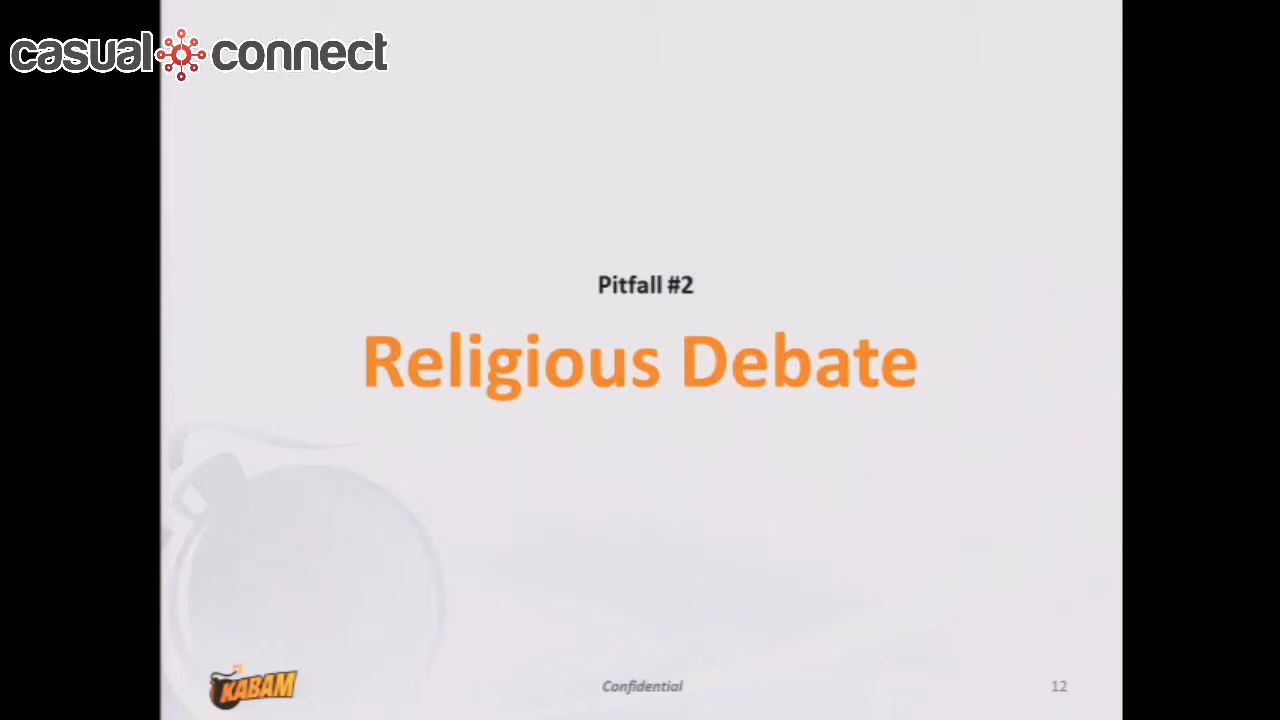 casual connect
Pitfall #2
Religious Debate
KABAM
Confidential
12